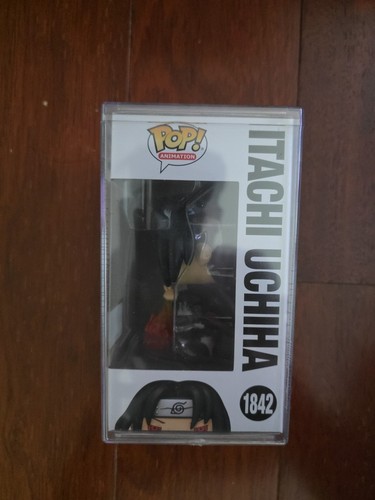 POP!
ANIMATION
ITACHI UCHIHA
1842